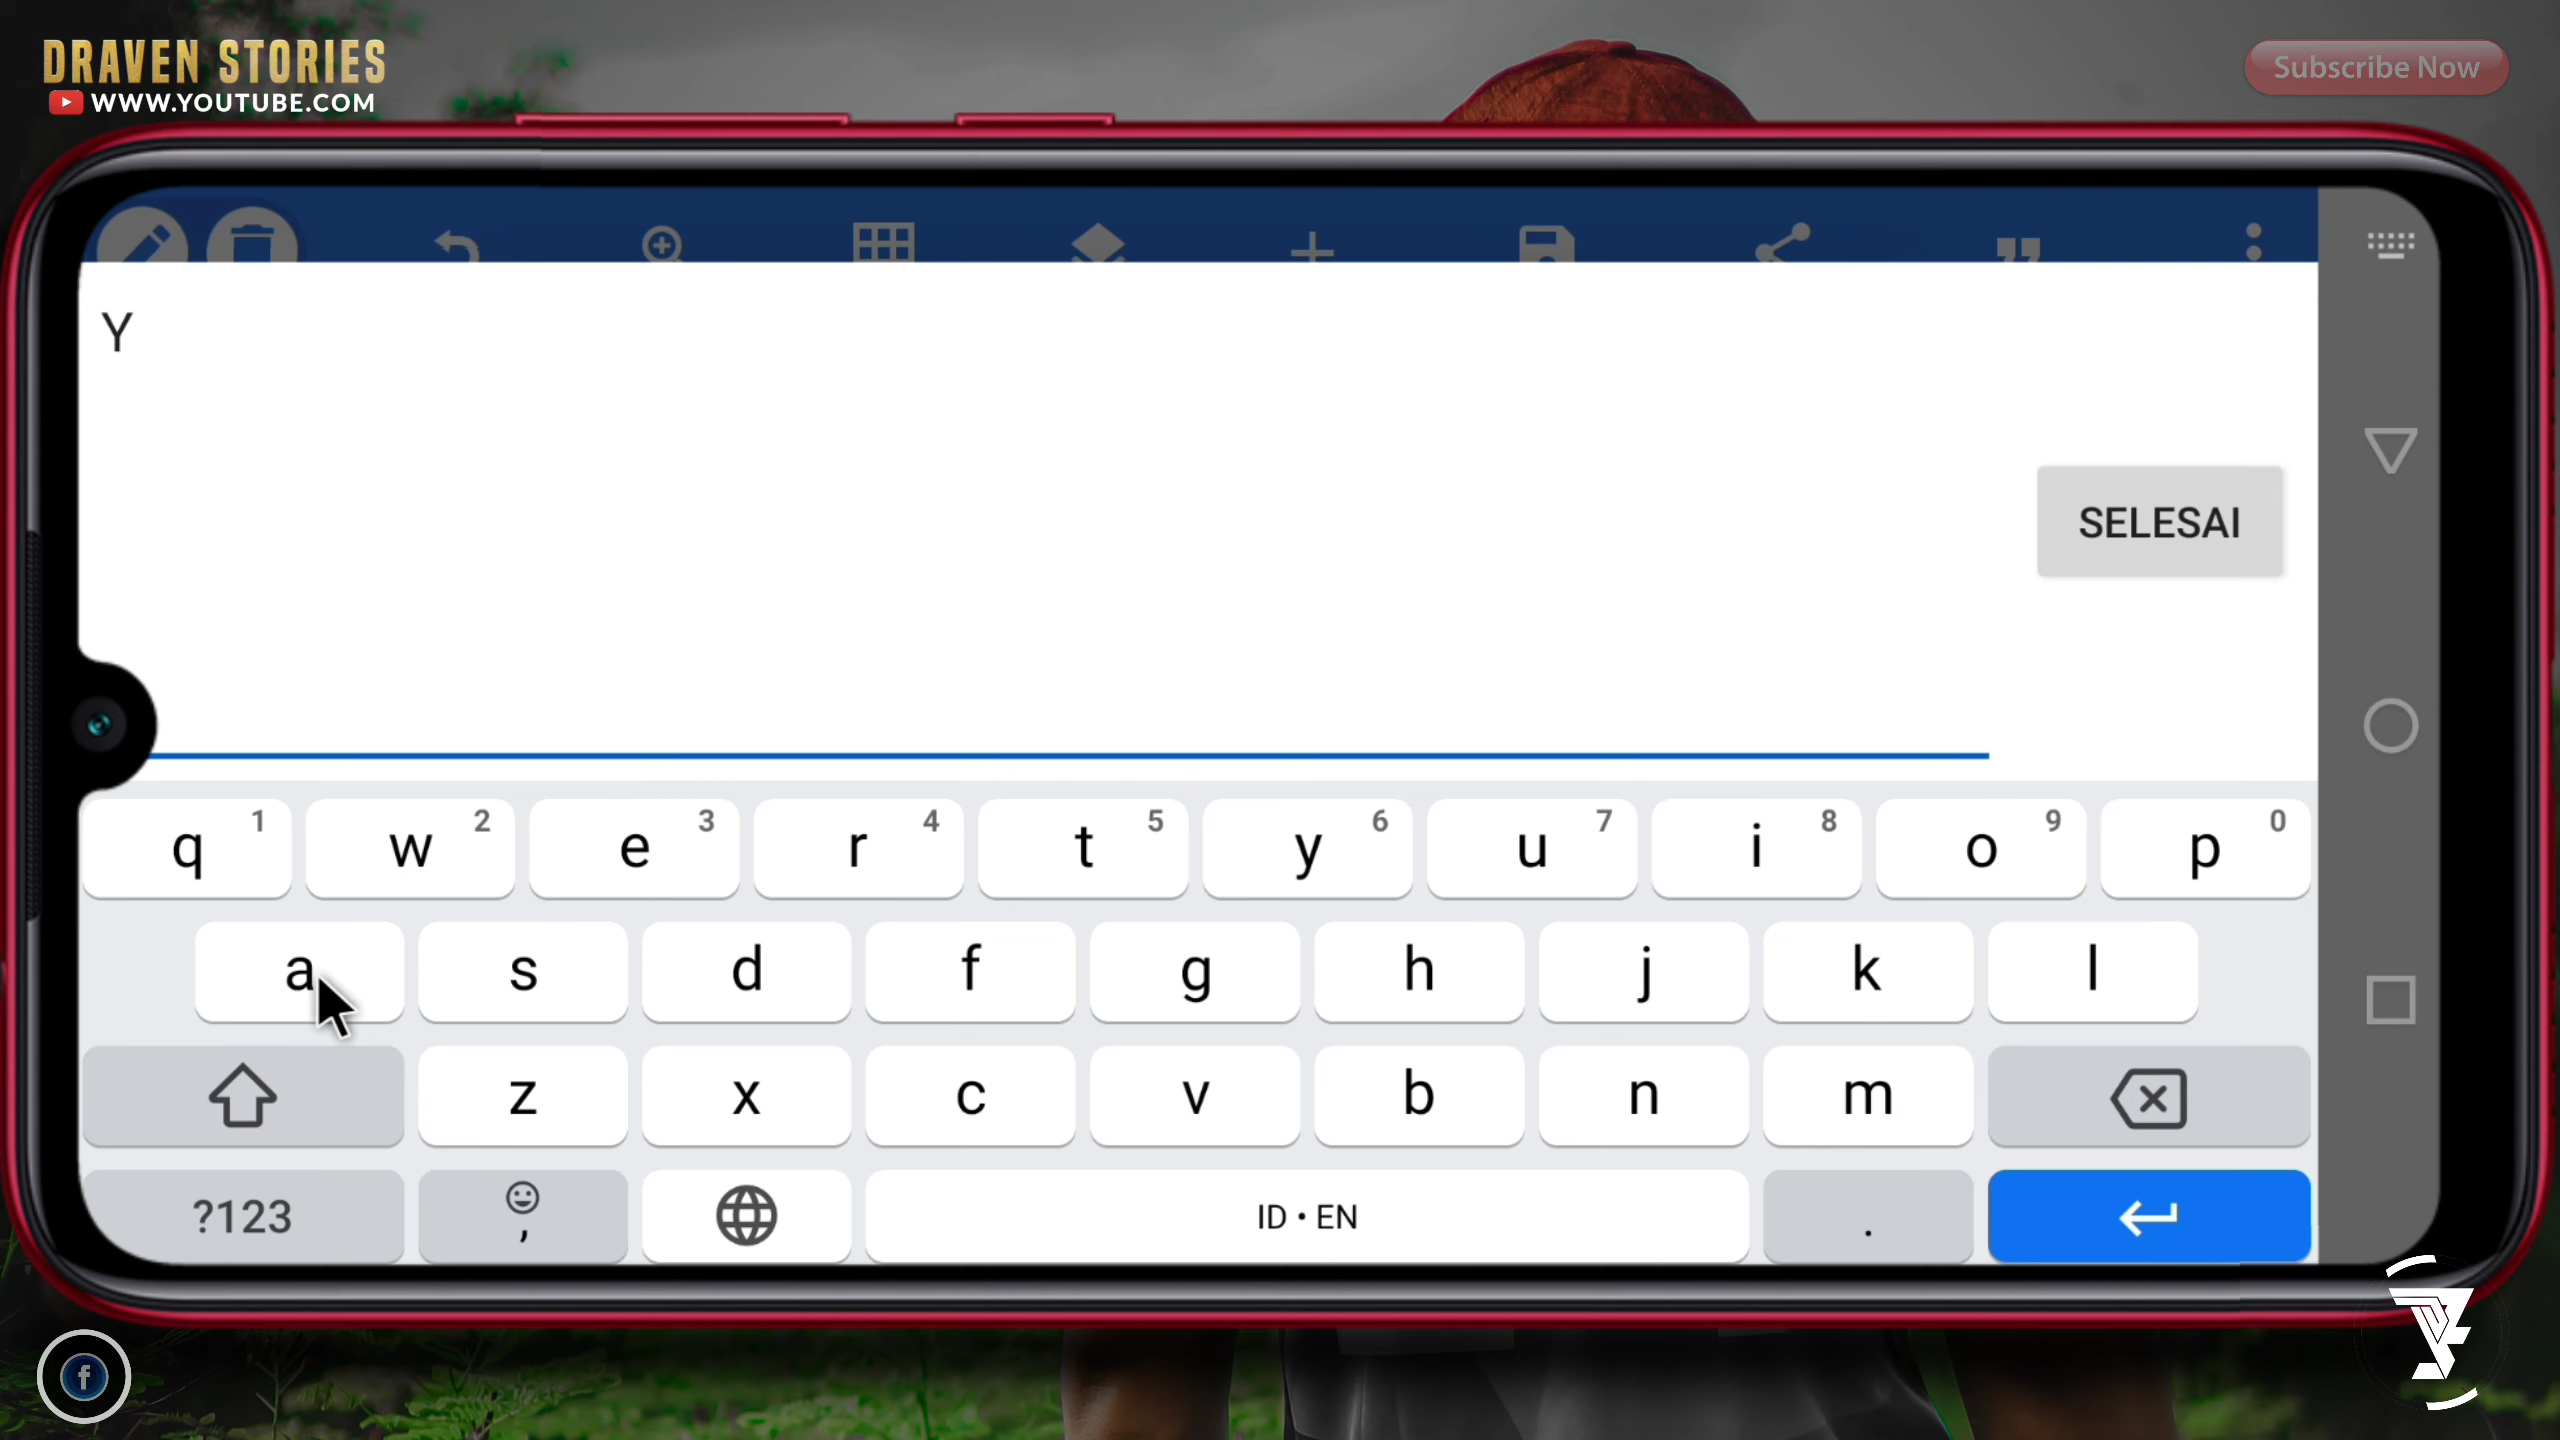 DRAVEN STORIES
WWW.YOUTUBE.COM
Subscribe Now
Y
SELESAI
q 1 w 2 e 3 r 4 t 5 y 6 u 7 i 8 o 9 p 0
a s d f g h j k l
z x c v b n m
?123 , ID • EN .
f